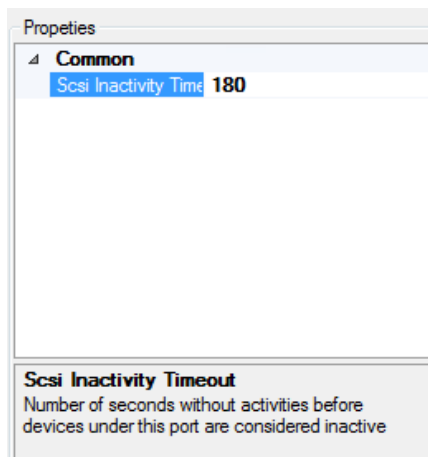 Propeties
Common
Scsi Inactivity Time 180
Scsi Inactivity Timeout
Number of seconds without activities before
devices under this port are considered inactive